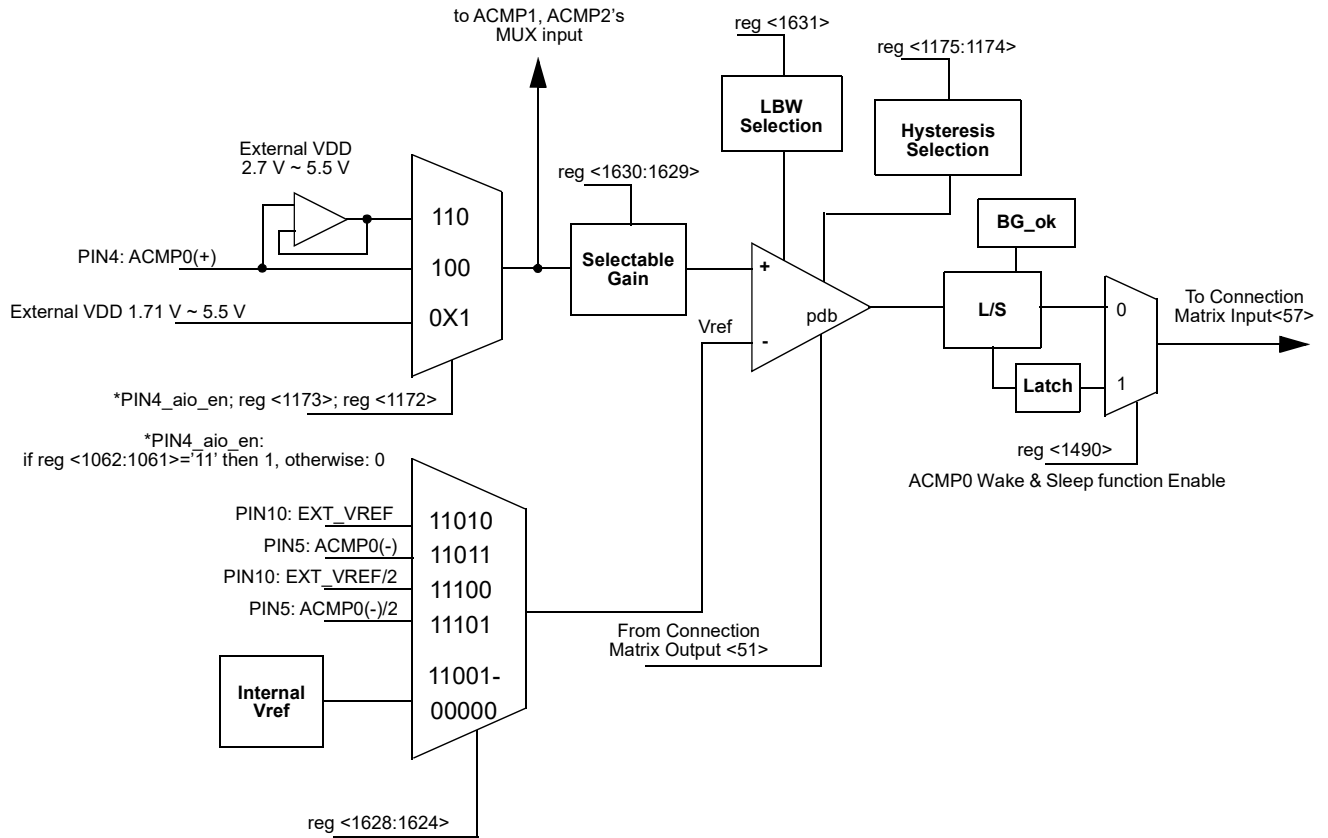 to ACMP1, ACMP2's
MUX input
reg <1631>
reg <1175:1174>
LBW
Selection
Hysteresis
Selection
External VDD
2.7 V ~ 5.5 V
reg <1630:1629>
110
BG_ok
PIN4: ACMP0(+)
100
Selectable
Gain
+
External VDD 1.71 V ~ 5.5 V
0X1
Vref
-
pdb
L/S
0
To Connection
Matrix Input<57>
Latch
1
*PIN4_aio_en; reg <1173>; reg <1172>
*PIN4_aio_en:
if reg <1062:1061>='11' then 1, otherwise: 0
reg <1490>
ACMP0 Wake & Sleep function Enable
PIN10: EXT_VREF
11010
PIN5: ACMP0(-)
11011
PIN10: EXT_VREF/2
11100
PIN5: ACMP0(-)/2
11101
From Connection
Matrix Output <51>
Internal
Vref
11001-
00000
reg <1628:1624>